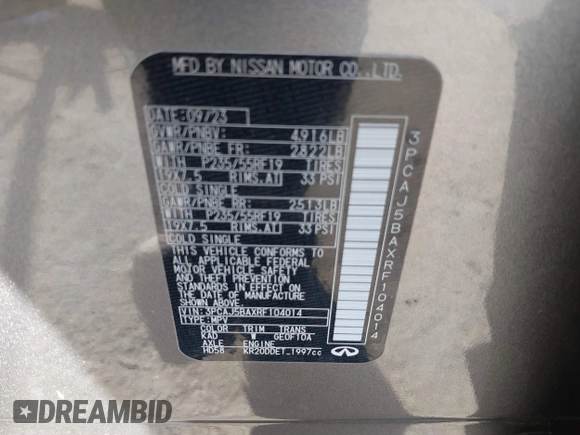 MFD BY NISSAN MOTOR CO.,LTD.
DATE: 09/23
GVWR/PNBV: 4916LB
GAWR/PNBE FR: 2822LB
WITH P235/55RF19 TIRES
19X7.5 RIMS,AT 33 PSI
COLD SINGLE
GAWR/PNBE RR: 2513LB
WITH P235/55RF19 TIRES
19X7.5 RIMS,AT 33 PSI
COLD SINGLE
THIS VEHICLE CONFORMS TO
ALL APPLICABLE FEDERAL
MOTOR VEHICLE SAFETY
AND THEFT PREVENTION
STANDARDS IN EFFECT ON
THE DATE OF MANUFACTURE
SHOWN ABOVE.
VIN: 3PCAJ5BAXRF104014
TYPE: MPV
COLOR TRIM TRANS
KAD W GE0F10A
AXLE ENGINE
HD58 KR20DDET 1997cc
INFINITI
3PCAJ5BAXRF104014
DREAMBID
DREAMBID.COM